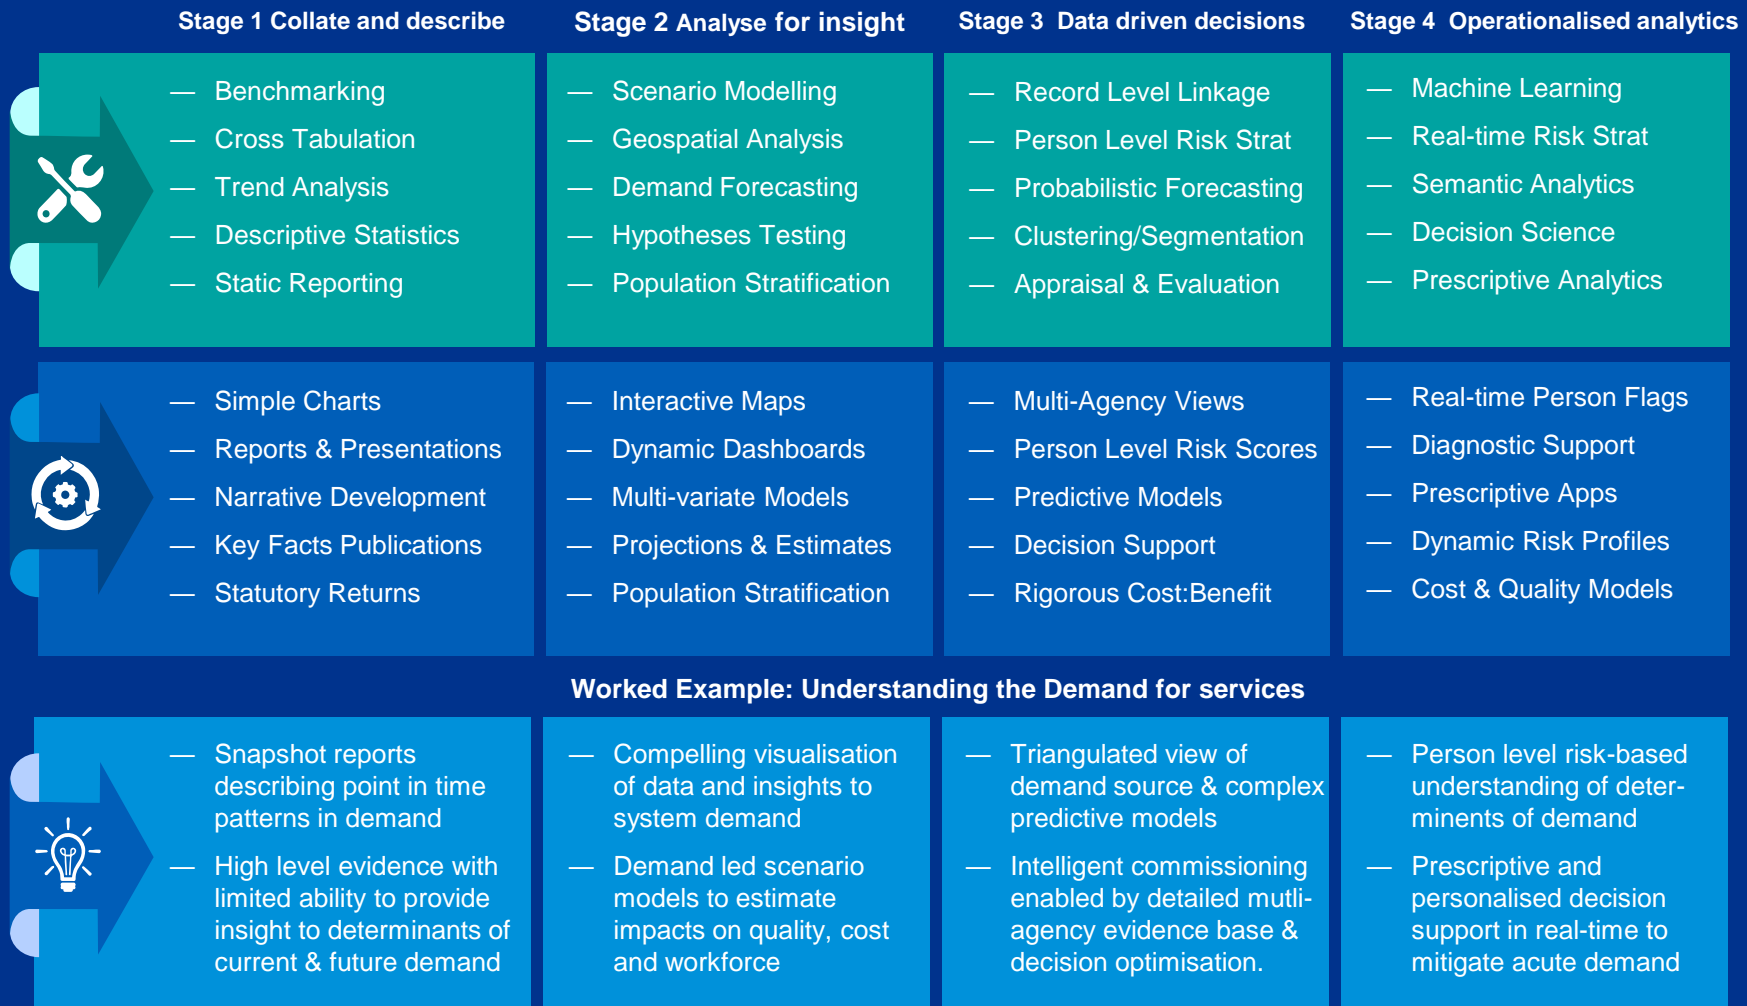 Stage 1 Collate and describe
Stage 2 Analyse for insight
Stage 3 Data driven decisions
Stage 4 Operationalised analytics
— Benchmarking
— Cross Tabulation
— Trend Analysis
— Descriptive Statistics
— Static Reporting
— Scenario Modelling
— Geospatial Analysis
— Demand Forecasting
— Hypotheses Testing
— Population Stratification
— Record Level Linkage
— Person Level Risk Strat
— Probabilistic Forecasting
— Clustering/Segmentation
— Appraisal & Evaluation
— Machine Learning
— Real-time Risk Strat
— Semantic Analytics
— Decision Science
— Prescriptive Analytics
— Simple Charts
— Reports & Presentations
— Narrative Development
— Key Facts Publications
— Statutory Returns
— Interactive Maps
— Dynamic Dashboards
— Multi-variate Models
— Projections & Estimates
— Population Stratification
— Multi-Agency Views
— Person Level Risk Scores
— Predictive Models
— Decision Support
— Rigorous Cost:Benefit
— Real-time Person Flags
— Diagnostic Support
— Prescriptive Apps
— Dynamic Risk Profiles
— Cost & Quality Models
Worked Example: Understanding the Demand for services
— Snapshot reports
describing point in time
patterns in demand
— High level evidence with
limited ability to provide
insight to determinants of
current & future demand
— Compelling visualisation
of data and insights to
system demand
— Demand led scenario
models to estimate
impacts on quality, cost
and workforce
— Triangulated view of
demand source & complex
predictive models
— Intelligent commissioning
enabled by detailed mutli-
agency evidence base &
decision optimisation.
— Person level risk-based
understanding of deter-
minents of demand
— Prescriptive and
personalised decision
support in real-time to
mitigate acute demand